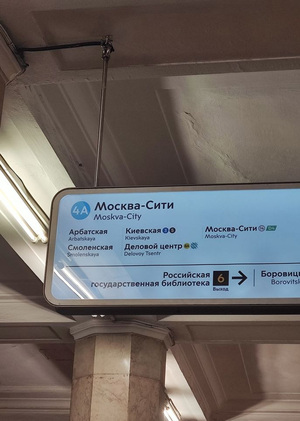 4A Москва-Сити
Moskva-City
Арбатская Киевская Москва-Сити
Arbatskaya Kievskaya Moskva-City
Смоленская Деловой центр
Smolenskaya Delovoy Tsentr
Российская
государственная библиотека 6 Выход
Боровиц
Borovits